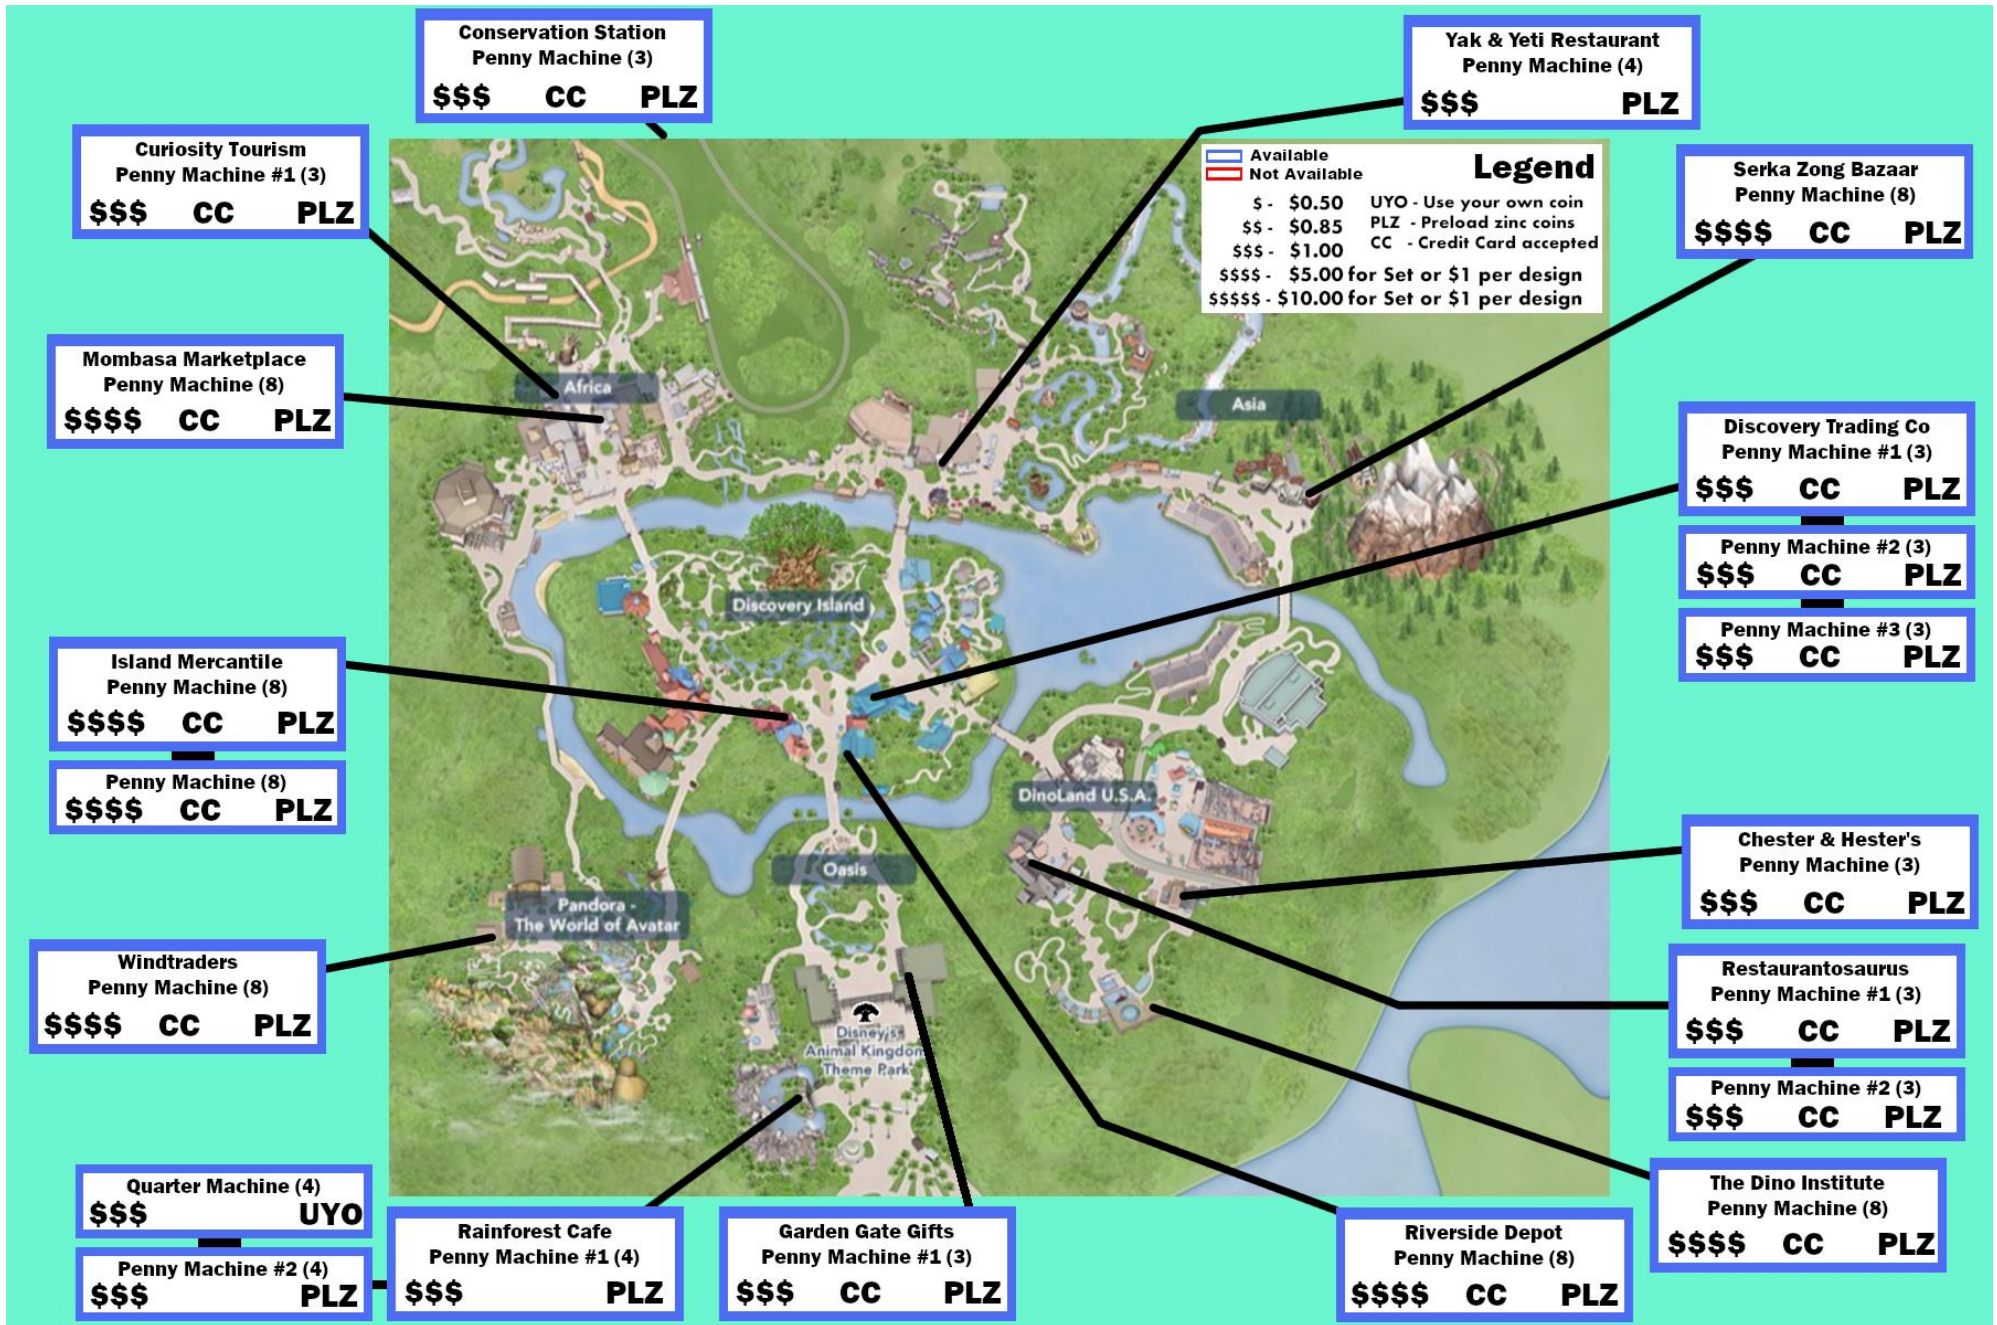 Conservation Station
Penny Machine (3)
$$$ CC PLZ
Yak & Yeti Restaurant
Penny Machine (4)
$$$ PLZ
Curiosity Tourism
Penny Machine #1 (3)
$$$ CC PLZ
Available
Not Available
Legend
$ - $0.50
$$ - $0.85
$$$ - $1.00
$$$$ - $5.00 for Set or $1 per design
$$$$$ - $10.00 for Set or $1 per design
UYO - Use your own coin
PLZ - Preload zinc coins
CC - Credit Card accepted
Serka Zong Bazaar
Penny Machine (8)
$$$$ CC PLZ
Mombasa Marketplace
Penny Machine (8)
$$$$ CC PLZ
Africa
Asia
Discovery Trading Co
Penny Machine #1 (3)
$$$ CC PLZ
Penny Machine #2 (3)
$$$ CC PLZ
Penny Machine #3 (3)
$$$ CC PLZ
Discovery Island
Island Mercantile
Penny Machine (8)
$$$$ CC PLZ
Penny Machine (8)
$$$$ CC PLZ
DinoLand U.S.A.
Oasis
Chester & Hester's
Penny Machine (3)
$$$ CC PLZ
Pandora -
The World of Avatar
Windtraders
Penny Machine (8)
$$$$ CC PLZ
Restaurantosaurus
Penny Machine #1 (3)
$$$ CC PLZ
Penny Machine #2 (3)
$$$ CC PLZ
Disney's
Animal Kingdom
Theme Park
Quarter Machine (4)
$$$ UYO
Penny Machine #2 (4)
$$$ PLZ
Rainforest Cafe
Penny Machine #1 (4)
$$$ PLZ
Garden Gate Gifts
Penny Machine #1 (3)
$$$ CC PLZ
Riverside Depot
Penny Machine (8)
$$$$ CC PLZ
The Dino Institute
Penny Machine (8)
$$$$ CC PLZ